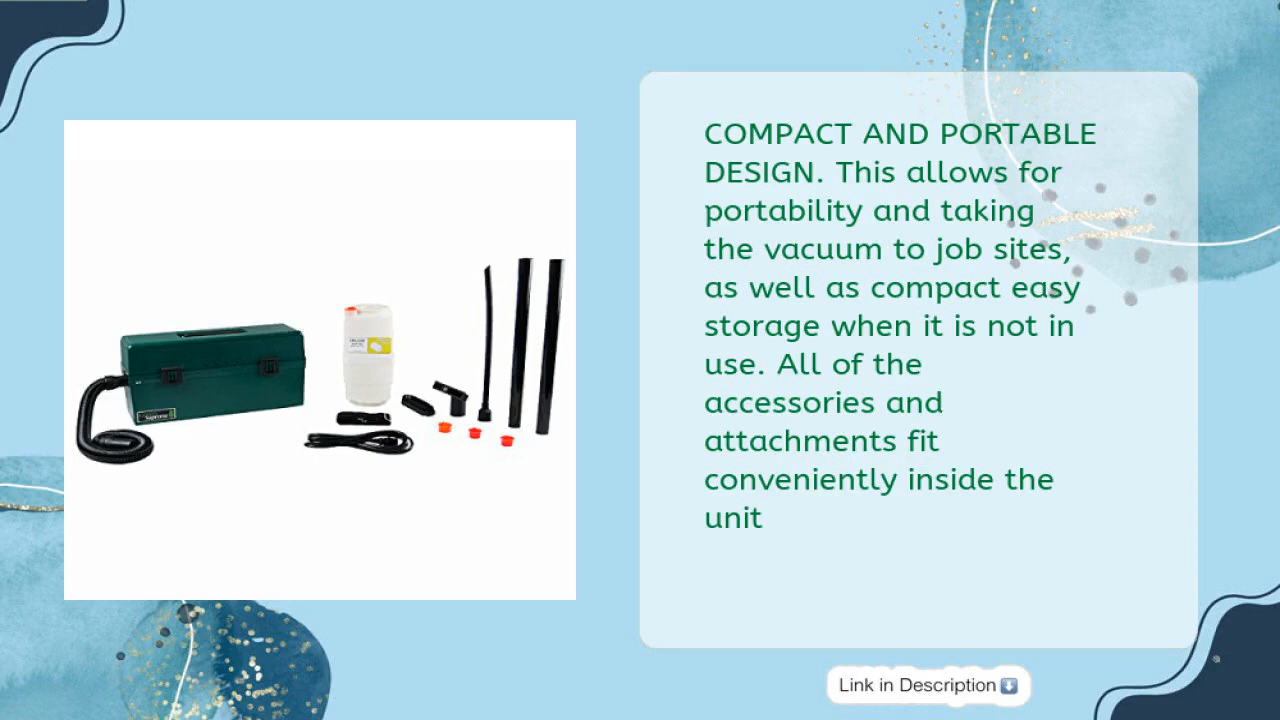 COMPACT AND PORTABLE
DESIGN. This allows for
portability and taking
the vacuum to job sites,
as well as compact easy
storage when it is not in
use. All of the
accessories and
attachments fit
conveniently inside the
unit
Supreme
Link in Description